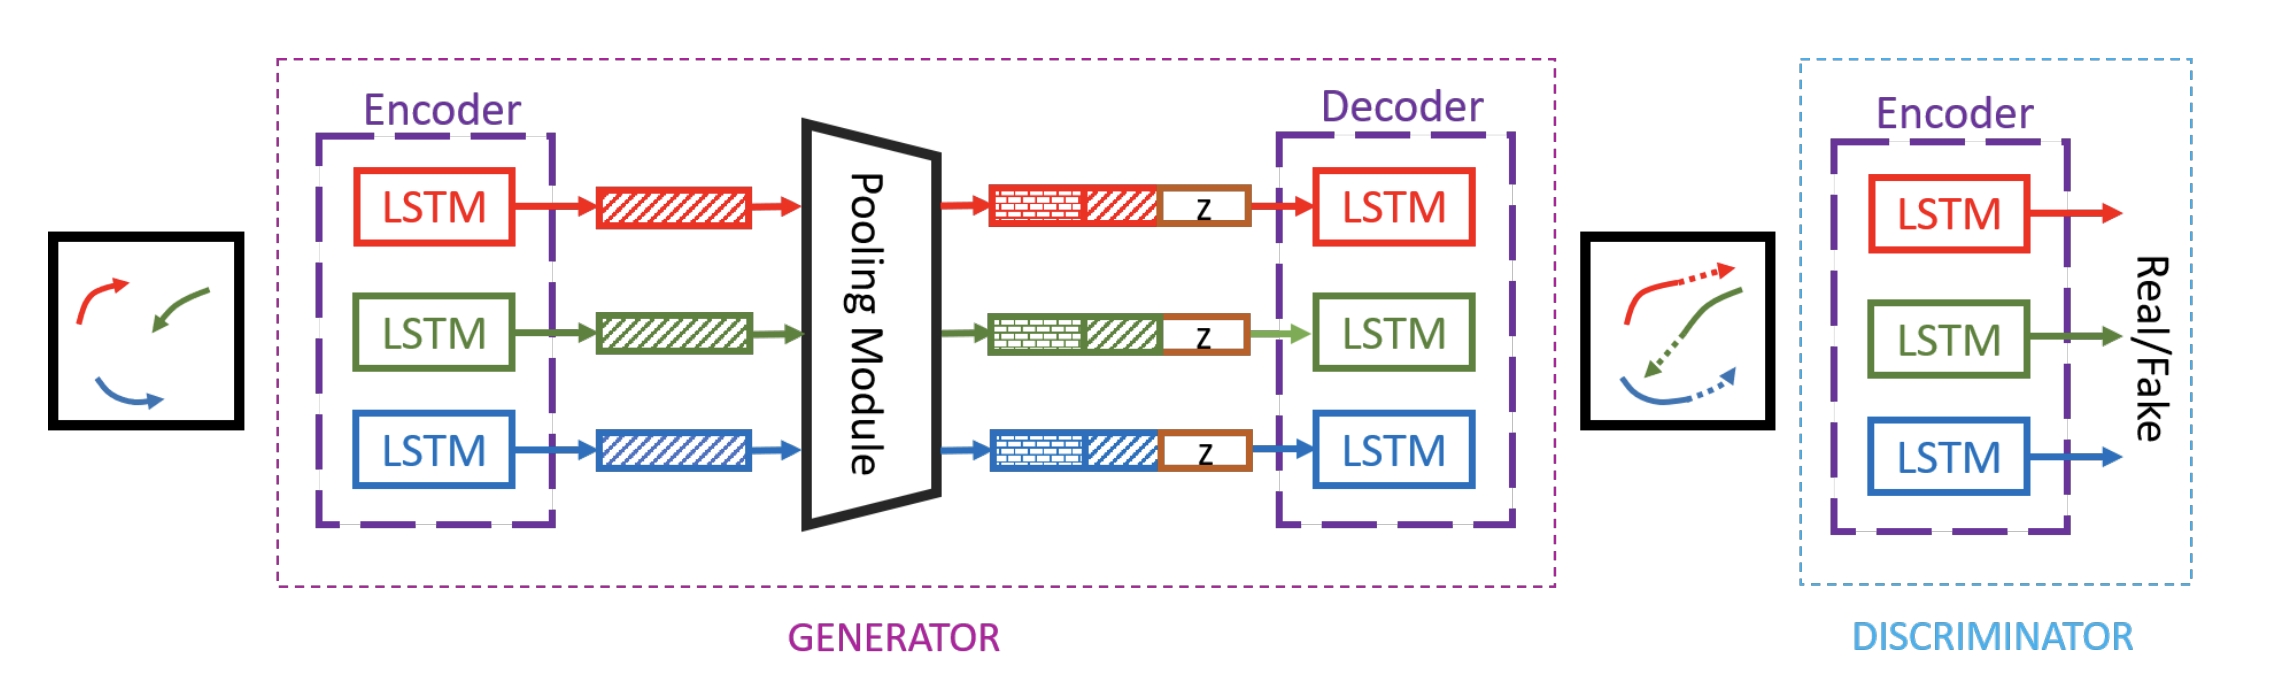 Encoder
LSTM
LSTM
LSTM
Pooling Module
z
z
z
Decoder
LSTM
LSTM
LSTM
GENERATOR
Encoder
LSTM
LSTM
LSTM
Real/Fake
DISCRIMINATOR